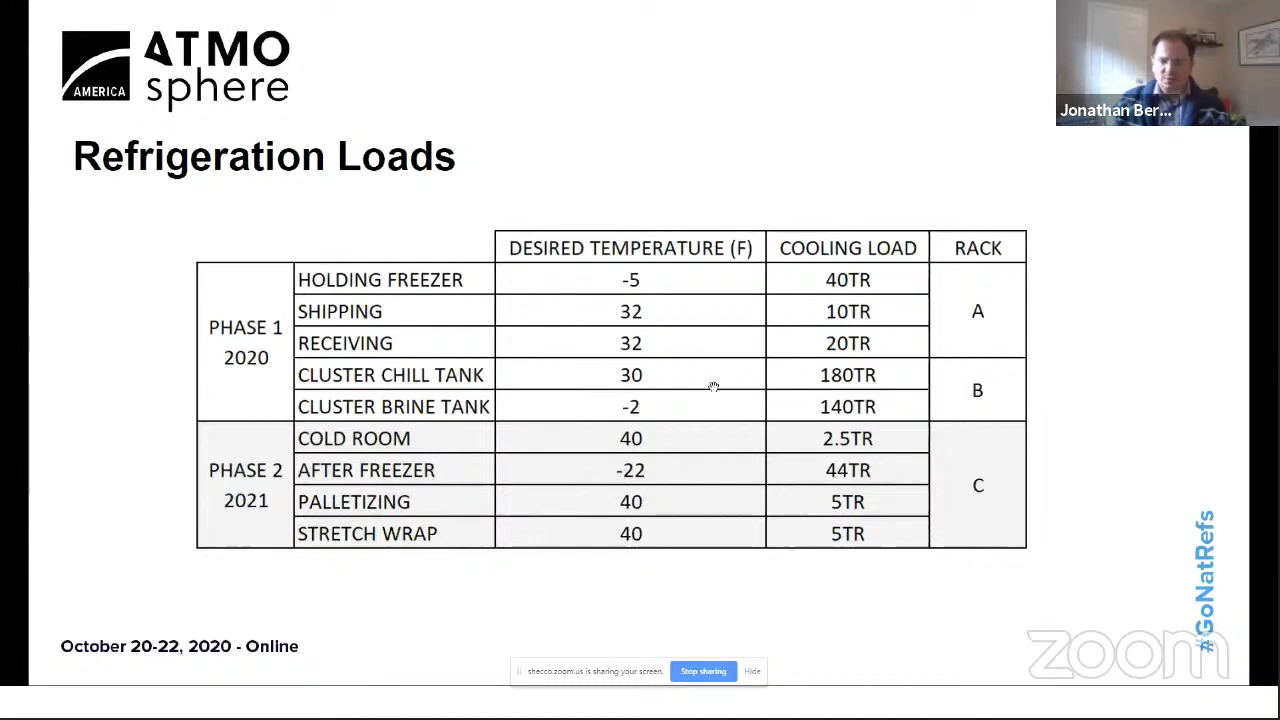 ATMO
sphere
AMERICA
Jonathan Ber...
Refrigeration Loads
DESIRED TEMPERATURE (F) COOLING LOAD RACK
PHASE 1 2020
HOLDING FREEZER -5 40TR A
SHIPPING 32 10TR
RECEIVING 32 20TR
CLUSTER CHILL TANK 30 180TR B
CLUSTER BRINE TANK -2 140TR
PHASE 2 2021
COLD ROOM 40 2.5TR C
AFTER FREEZER -22 44TR
PALLETIZING 40 5TR
STRETCH WRAP 40 5TR
#GoNatRefs
October 20-22, 2020 - Online
zoom
shecco.zoom.us is sharing your screen. Stop sharing Hide